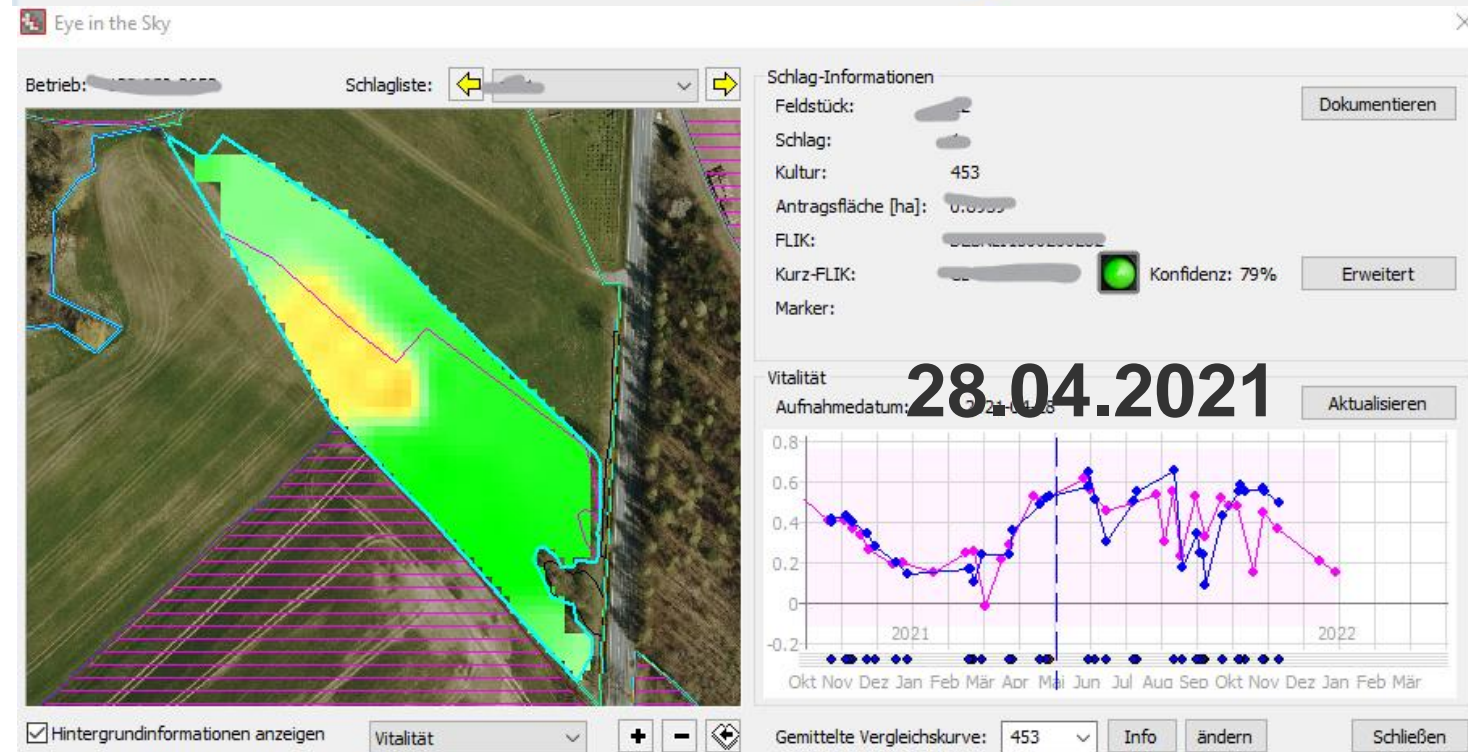 Eye in the Sky
Betrieb:
Schlagliste:
Schlag-Informationen
Feldstück:
Dokumentieren
Schlag:
Kultur: 453
Antragsfläche [ha]:
FLIK:
Kurz-FLIK:
Konfidenz: 79%
Erweitert
Marker:
Vitalität
Aufnahmedatum:
28.04.2021
Aktualisieren
0.8
0.6
0.4
0.2
0
-0.2
2021 2022
Okt Nov Dez Jan Feb Mär Apr Mai Jun Jul Aug Sep Okt Nov Dez Jan Feb Mär
Hintergrundinformationen anzeigen
Vitalität
+ −
Gemittelte Vergleichskurve: 453
Info
ändern
Schließen